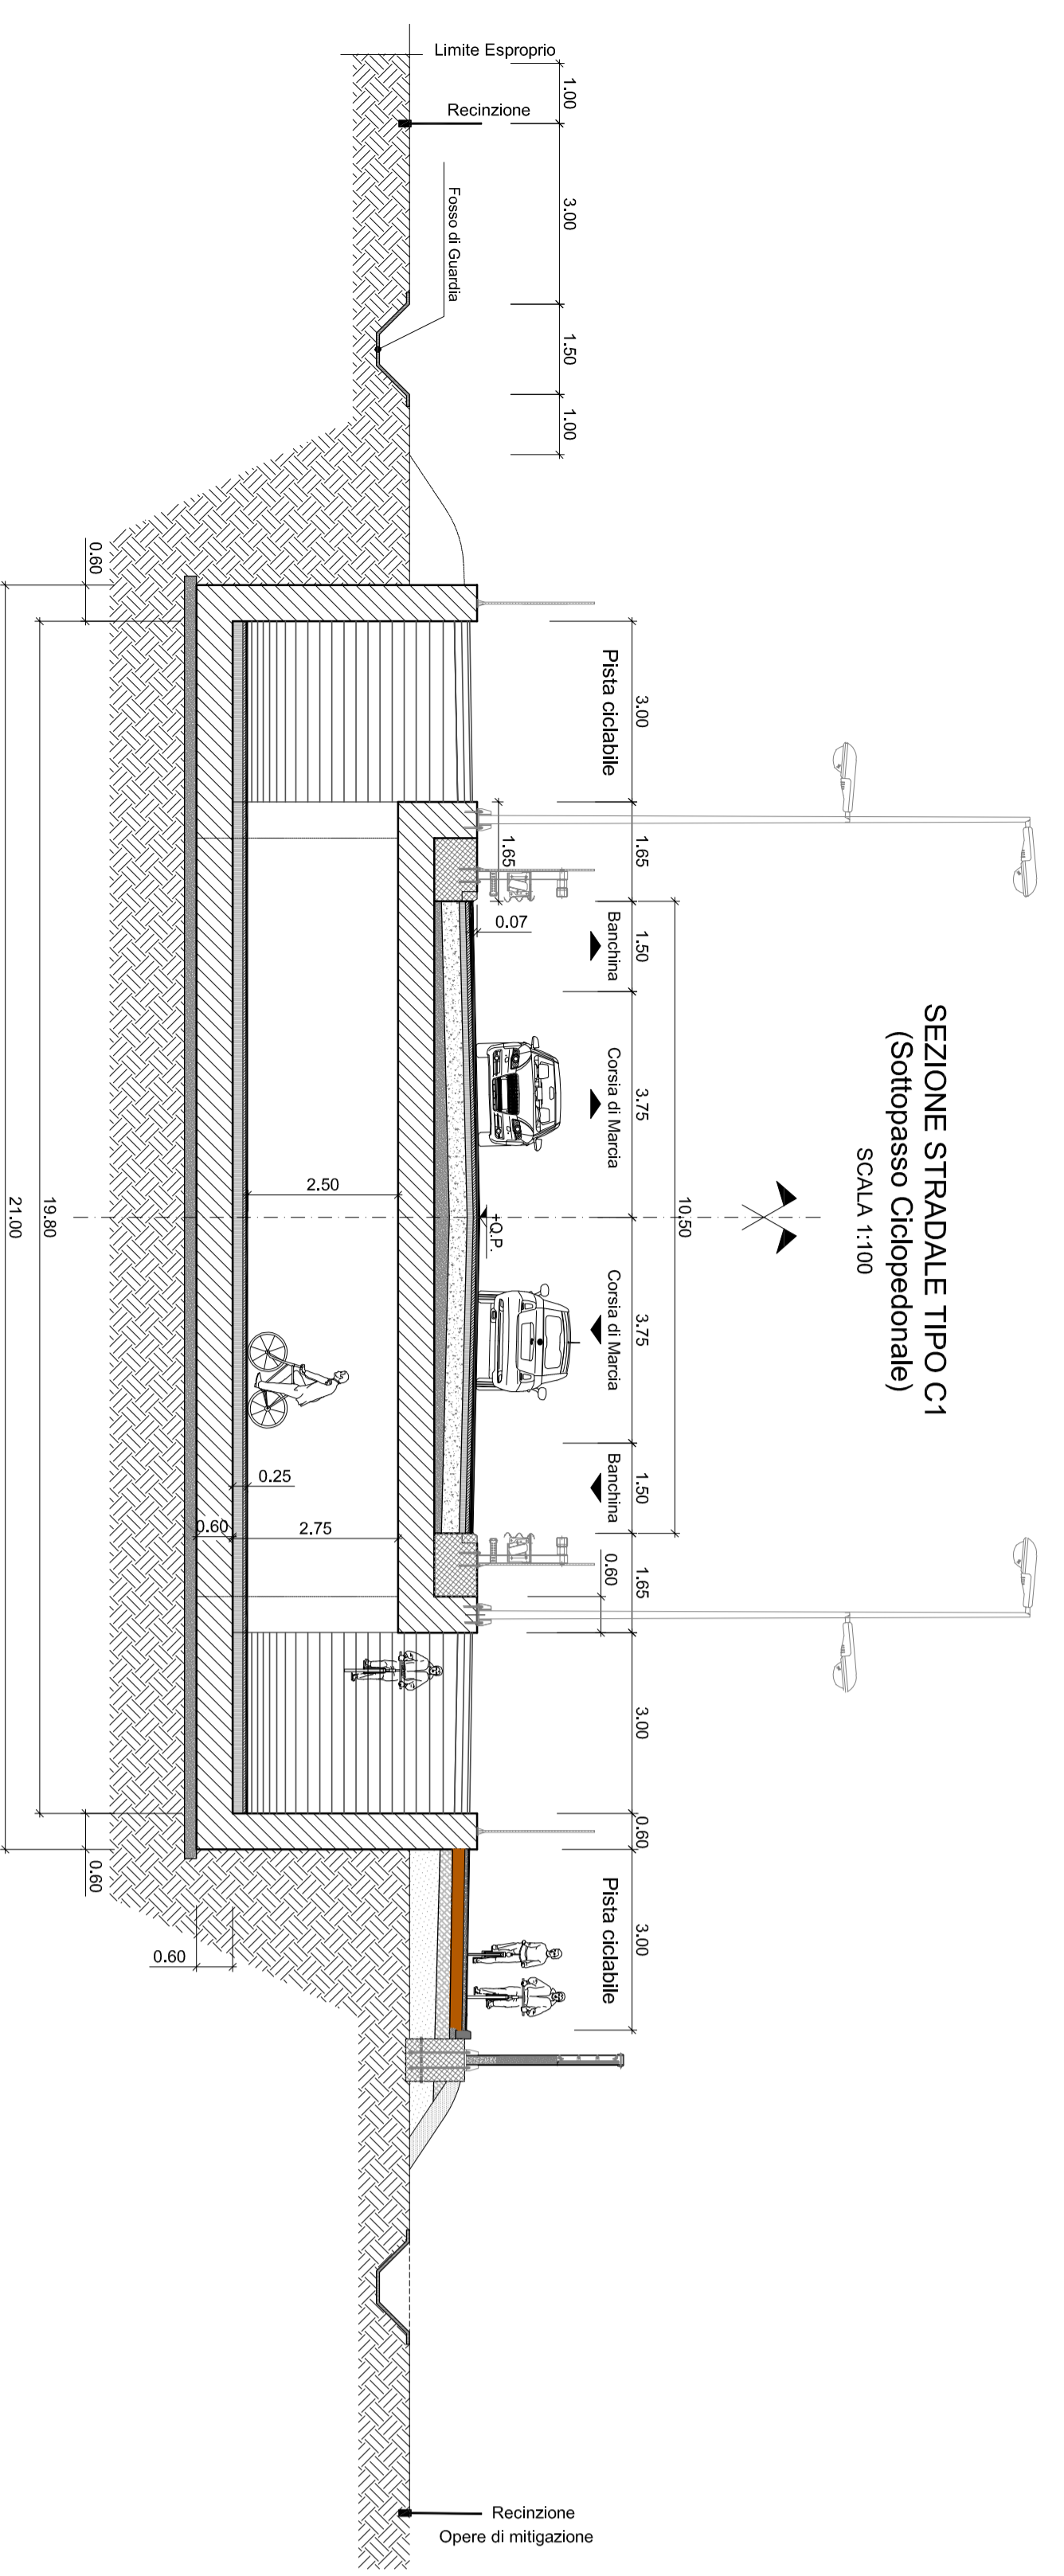 SEZIONE STRADALE TIPO C1
(Sottopasso Ciclopedonale)
SCALA 1:100
10.50
3.00
1.65
1.50
3.75
3.75
1.50
1.65
3.00
0.60
3.00
Pista ciclabile
Banchina
Corsia di Marcia
Corsia di Marcia
Banchina
0.60
Pista ciclabile
1.00
3.00
1.50
1.00
Limite Esproprio
Recinzione
Fosso di Guardia
1.65
0.07
+Q.P.
Recinzione
Opere di mitigazione
2.50
2.75
0.25
0.60
0.60
0.60
0.60
19.80
21.00